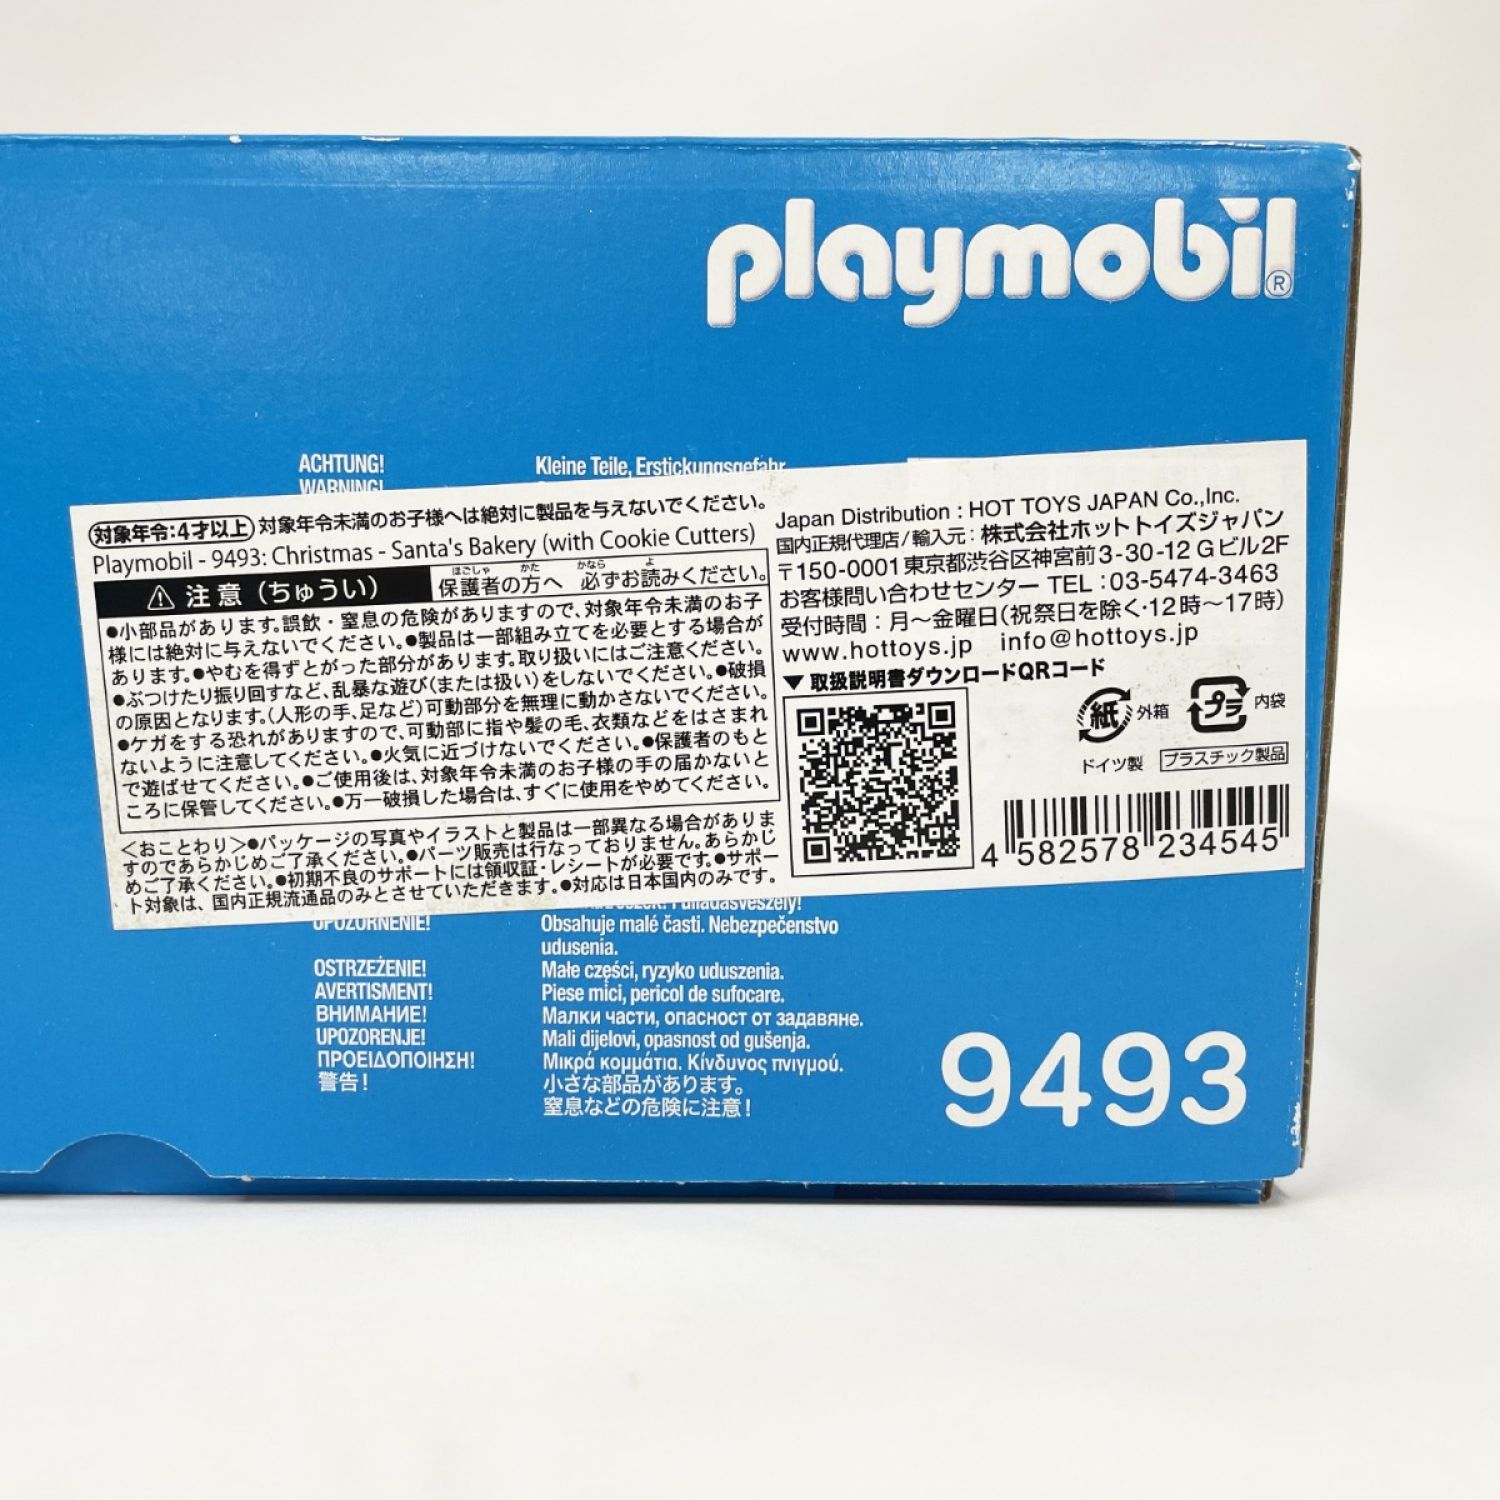 playmobil®
ACHTUNG! Kleine Teile, Erstickungsgefahr
WARNING!
対象年令:4才以上 対象年令未満のお子様へは絶対に製品を与えないでください。
Playmobil - 9493: Christmas - Santa's Bakery (with Cookie Cutters)
⚠ 注意(ちゅうい) 保護者の方へ 必ずお読みください。
ほごしゃ かた かなら よ
●小部品があります。誤飲・窒息の危険がありますので、対象年令未満のお子
様には絶対に与えないでください。●製品は一部組み立てを必要とする場合が
あります。●やむを得ずとがった部分があります。取り扱いにはご注意ください。
●ぶつけたり振り回すなど、乱暴な遊び(または扱い)をしないでください。●破損
の原因となります。(人形の手、足など)可動部分を無理に動かさないでください。
●ケガをする恐れがありますので、可動部に指や髪の毛、衣類などをはさまれ
ないように注意してください。●火気に近づけないでください。●保護者のもと
で遊ばせてください。●ご使用後は、対象年令未満のお子様の手の届かないと
ころに保管してください。●万一破損した場合は、すぐに使用をやめてください。
<おことわり>●パッケージの写真やイラストと製品は一部異なる場合がありま
すのであらかじめご了承ください。●パーツ販売は行なっておりません。あらかじ
めご了承ください。●初期不良のサポートには領収証・レシートが必要です。●サポー
ト対象は、国内正規流通品のみとさせていただきます。●対応は日本国内のみです。
Japan Distribution : HOT TOYS JAPAN Co.,Inc.
国内正規代理店/輸入元:株式会社ホットトイズジャパン
〒150-0001東京都渋谷区神宮前3-30-12 Gビル2F
お客様問い合わせセンター TEL:03-5474-3463
受付時間:月~金曜日(祝祭日を除く・12時~17時)
www.hottoys.jp info@hottoys.jp
▼ 取扱説明書ダウンロードQRコード
紙 外箱 プラ 内袋
ドイツ製 プラスチック製品
4 582578 234545
UPOZORNENIE! Obsahuje malé časti. Nebezpečenstvo
udusenia.
OSTRZEŻENIE! Małe części, ryzyko uduszenia.
AVERTISMENT! Piese mici, pericol de sufocare.
ВНИМАНИЕ! Малки части, опасност от задавяне.
UPOZORENJE! Mali dijelovi, opasnost od gušenja.
ΠΡΟΕΙΔΟΠΟΙΗΣΗ! Μικρά κομμάτια. Κίνδυνος πνιγμού.
警告! 小さな部品があります。
窒息などの危険に注意!
9493